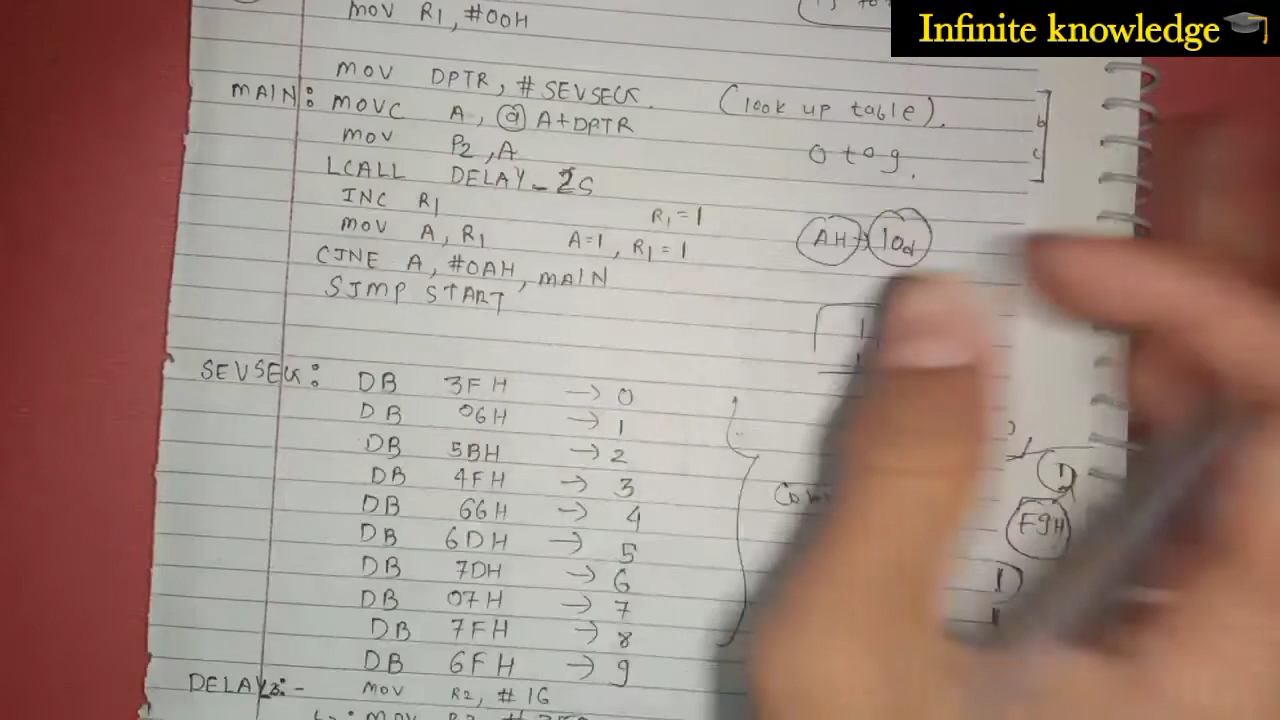 Infinite knowledge
MOV R1, #00H
MOV DPTR, #SEVSECK. (look up table).
MAIN: MOVC A, @ A+DPTR
MOV P2, A 0 to 9.
LCALL DELAY_2S
INC R1 R1=1
MOV A, R1 A=1, R1=1 AH → 10d
CJNE A, #0AH, MAIN
SJMP START
SEVSECK: DB 3FH → 0
DB 06H → 1
DB 5BH → 2
DB 4FH → 3
DB 66H → 4
DB 6DH → 5
F9H
DB 7DH → 6
DB 07H → 7
DB 7FH → 8
DB 6FH → 9
MOV R2, #16